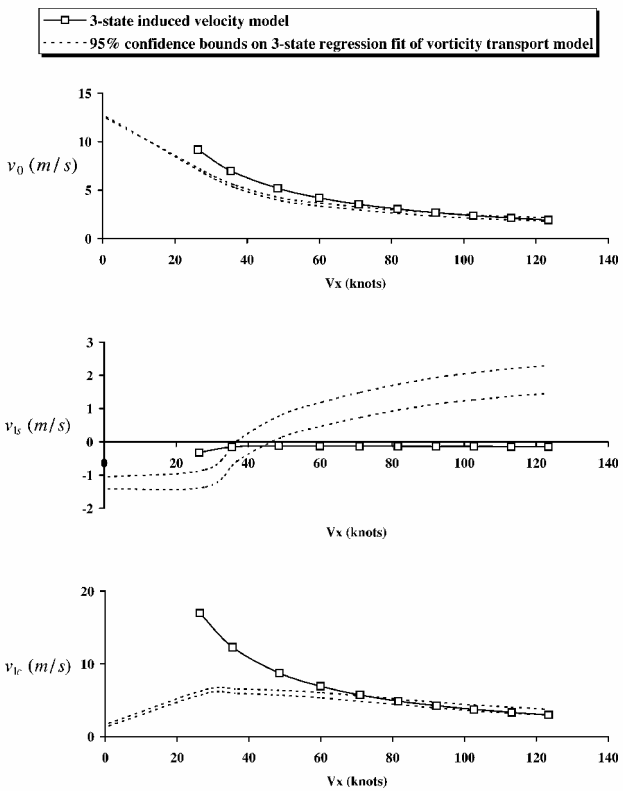 3-state induced velocity model
95% confidence bounds on 3-state regression fit of vorticity transport model
15
10
5
0
v0 (m/s)
0 20 40 60 80 100 120 140
Vx (knots)
3
2
1
0
-1
-2
v1s (m/s)
0 20 40 60 80 100 120 140
Vx (knots)
20
10
0
v1c (m/s)
0 20 40 60 80 100 120 140
Vx (knots)